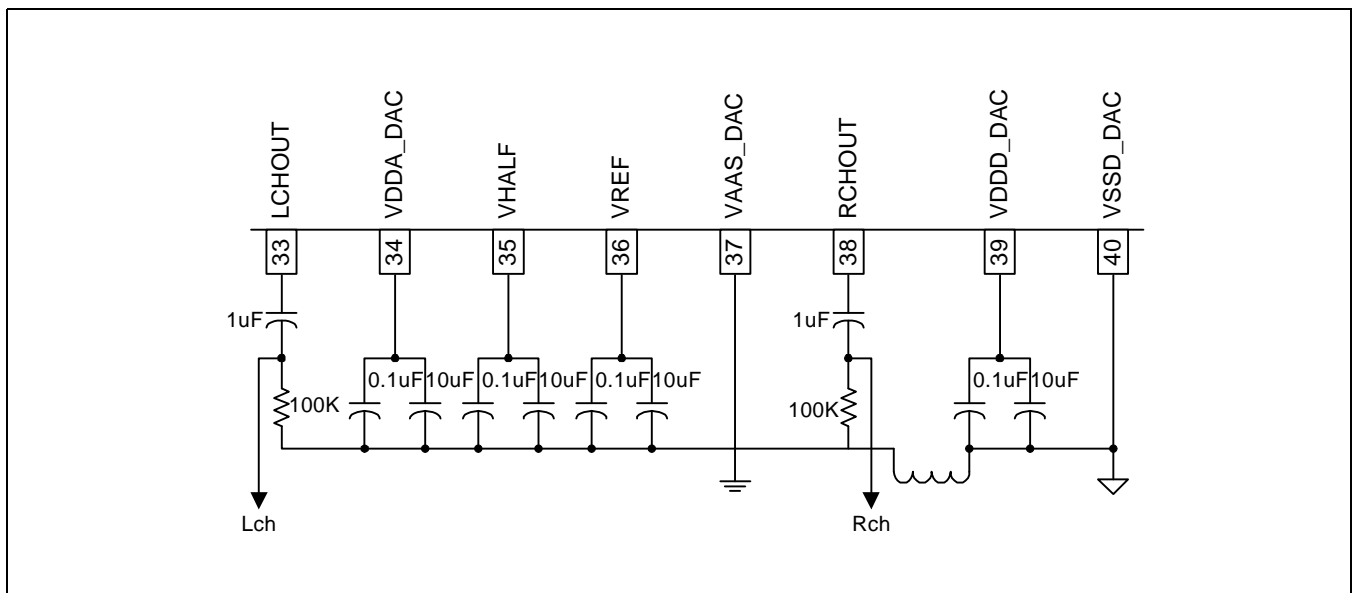 LCHOUT
VDDA_DAC
VHALF
VREF
VAAS_DAC
RCHOUT
VDDD_DAC
VSSD_DAC
33
34
35
36
37
38
39
40
1uF
1uF
0.1uF 10uF
0.1uF 10uF
0.1uF 10uF
0.1uF 10uF
100K
100K
Lch
Rch